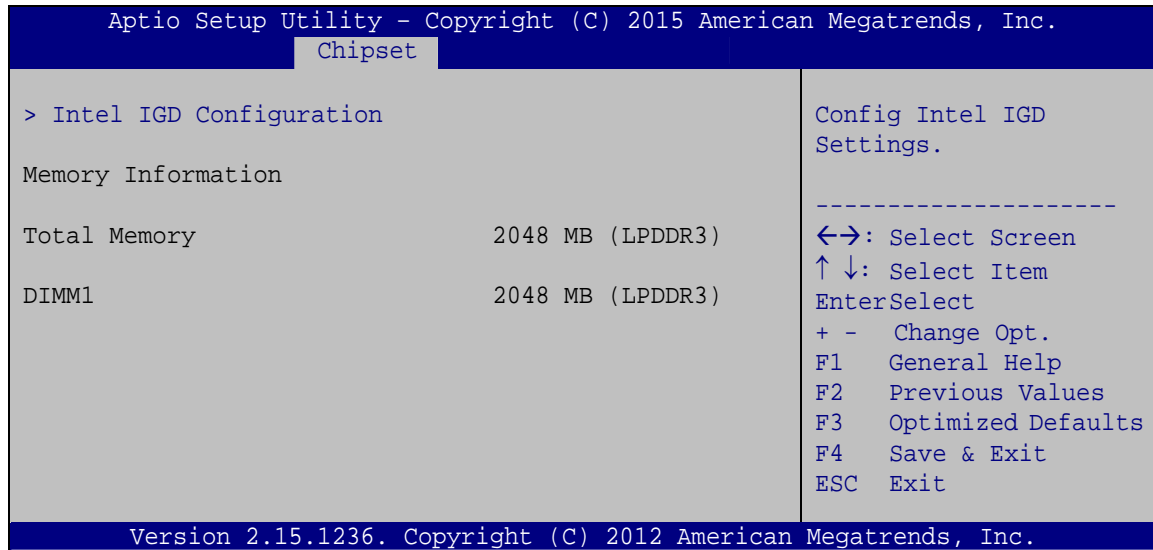 Aptio Setup Utility – Copyright (C) 2015 American Megatrends, Inc.
Chipset
> Intel IGD Configuration
Memory Information
Total Memory 2048 MB (LPDDR3)
DIMM1 2048 MB (LPDDR3)
Config Intel IGD
Settings.
---------------------
←→: Select Screen
↑ ↓: Select Item
EnterSelect
+ - Change Opt.
F1 General Help
F2 Previous Values
F3 Optimized Defaults
F4 Save & Exit
ESC Exit
Version 2.15.1236. Copyright (C) 2012 American Megatrends, Inc.